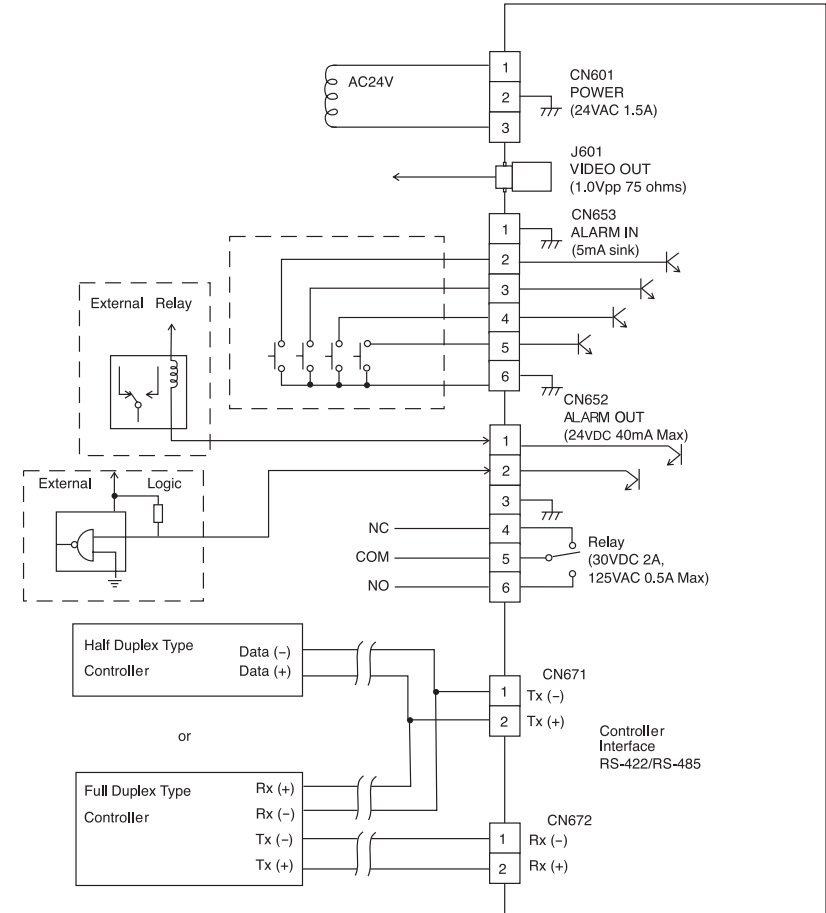 AC24V
1
2
3
CN601
POWER
(24VAC 1.5A)
J601
VIDEO OUT
(1.0Vpp 75 ohms)
CN653
ALARM IN
(5mA sink)
1
2
3
4
5
6
External Relay
CN652
ALARM OUT
(24VDC 40mA Max)
1
2
3
4
5
6
External Logic
NC
COM
NO
Relay
(30VDC 2A,
125VAC 0.5A Max)
Half Duplex Type
Controller
Data (−)
Data (+)
CN671
1 Tx (−)
2 Tx (+)
or
Controller
Interface
RS-422/RS-485
Full Duplex Type
Controller
Rx (+)
Rx (−)
Tx (−)
Tx (+)
CN672
1 Rx (−)
2 Rx (+)